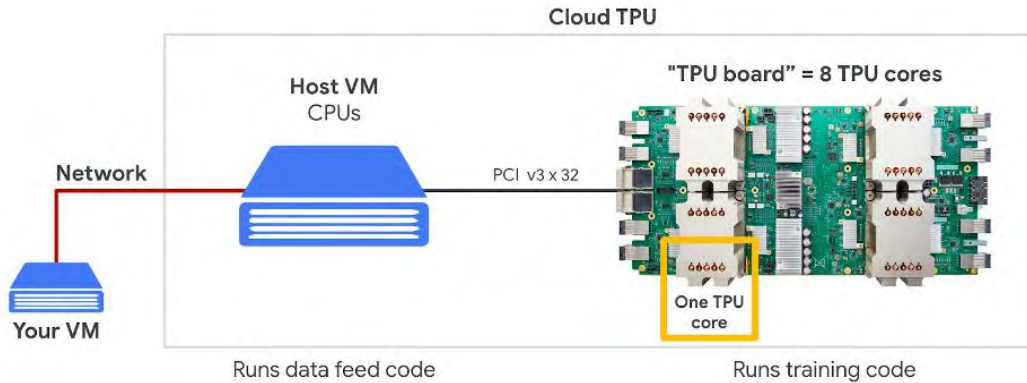 Cloud TPU
Host VM
CPUs
"TPU board” = 8 TPU cores
Network
PCI v3 x 32
Your VM
One TPU
core
Runs data feed code
Runs training code